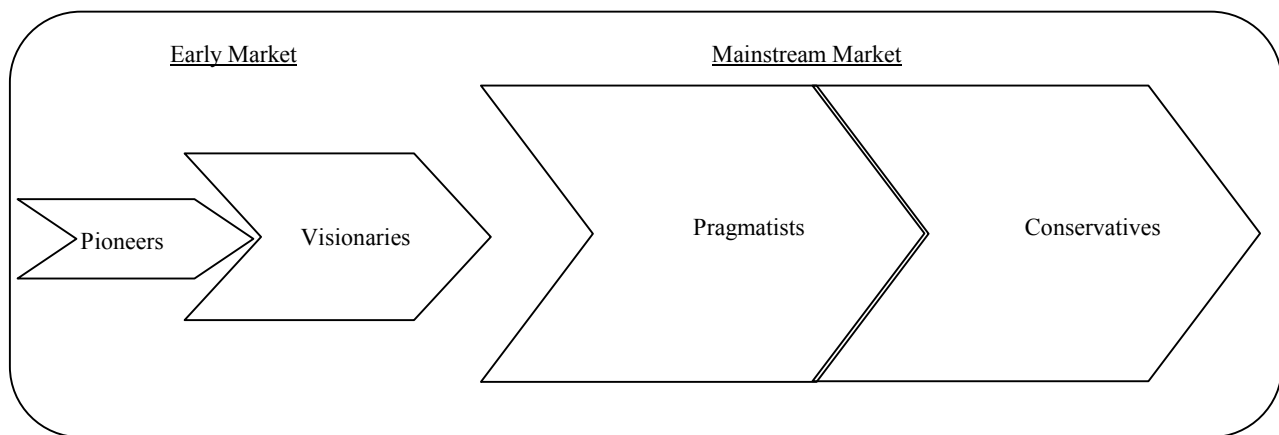 Early Market
Mainstream Market
Pioneers
Visionaries
Pragmatists
Conservatives